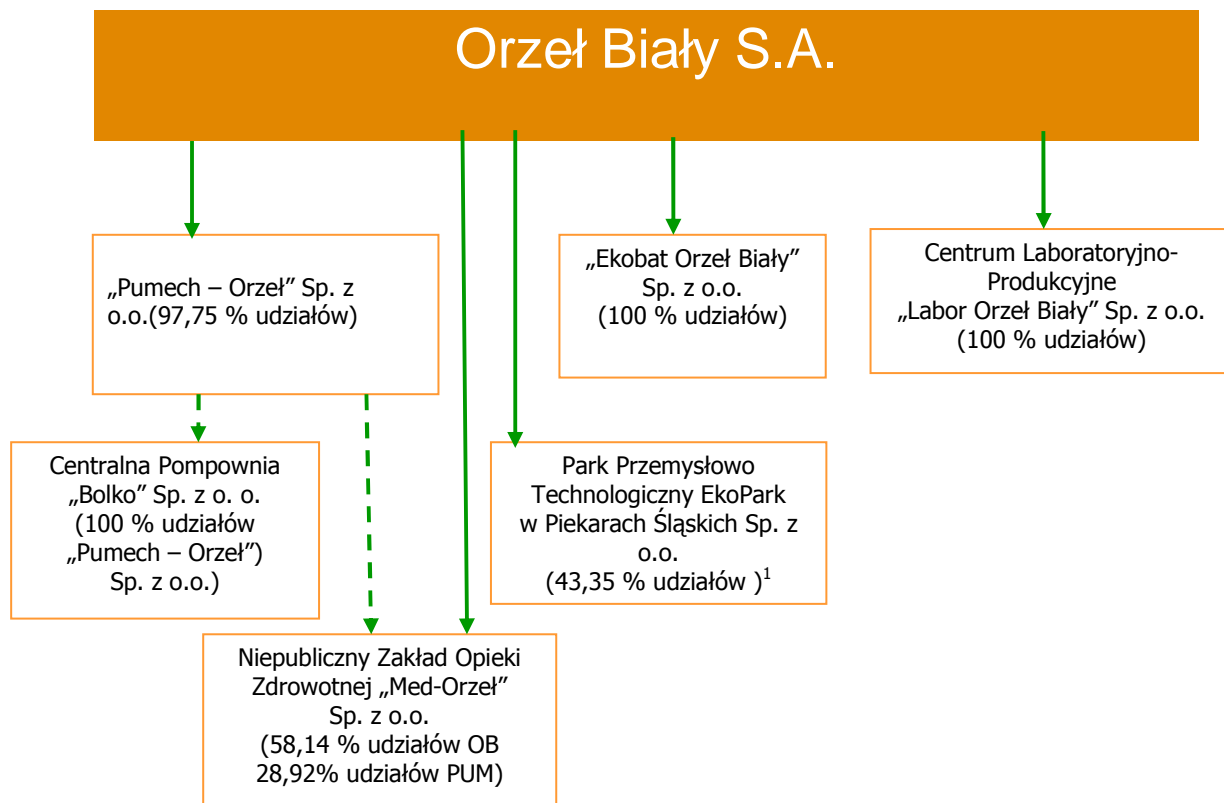 Orzeł Biały S.A.
„Pumech – Orzeł” Sp. z
o.o.(97,75 % udziałów)
„Ekobat Orzeł Biały”
Sp. z o.o.
(100 % udziałów)
Centrum Laboratoryjno-
Produkcyjne
„Labor Orzeł Biały” Sp. z o.o.
(100 % udziałów)
Centralna Pompownia
„Bolko” Sp. z o. o.
(100 % udziałów
„Pumech – Orzeł”)
Sp. z o.o.)
Park Przemysłowo
Technologiczny EkoPark
w Piekarach Śląskich Sp. z
o.o.
(43,35 % udziałów )¹
Niepubliczny Zakład Opieki
Zdrowotnej „Med-Orzeł”
Sp. z o.o.
(58,14 % udziałów OB
28,92% udziałów PUM)